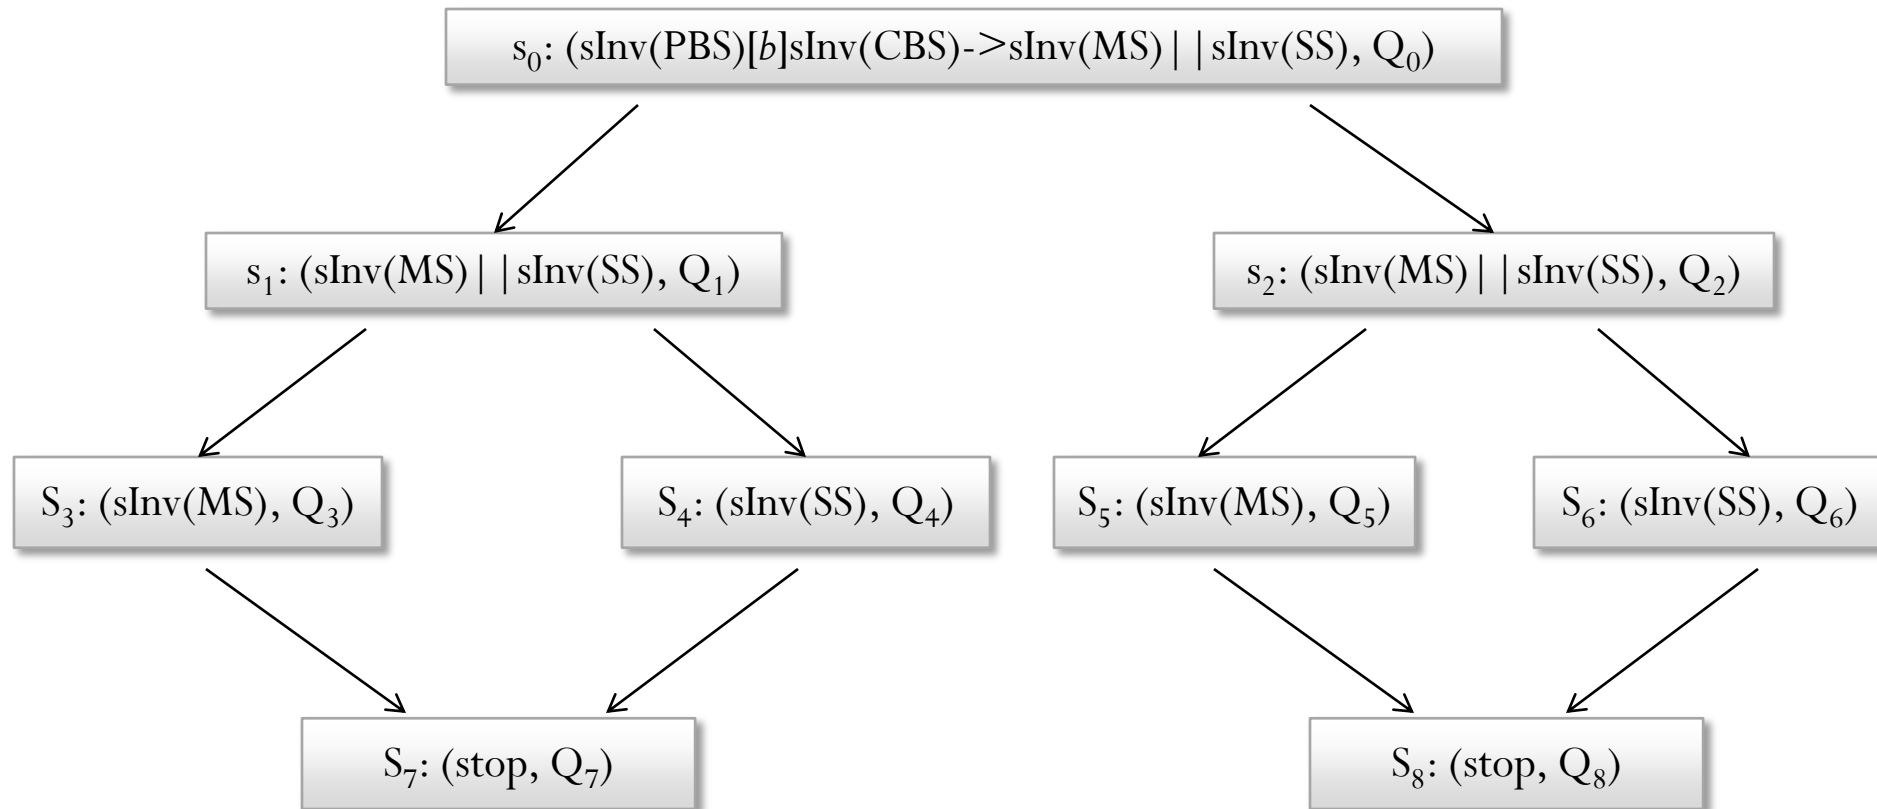 s₀: (sInv(PBS)[b]sInv(CBS)->sInv(MS)||sInv(SS), Q₀)
s₁: (sInv(MS)||sInv(SS), Q₁)
s₂: (sInv(MS)||sInv(SS), Q₂)
S₃: (sInv(MS), Q₃)
S₄: (sInv(SS), Q₄)
S₅: (sInv(MS), Q₅)
S₆: (sInv(SS), Q₆)
S₇: (stop, Q₇)
S₈: (stop, Q₈)